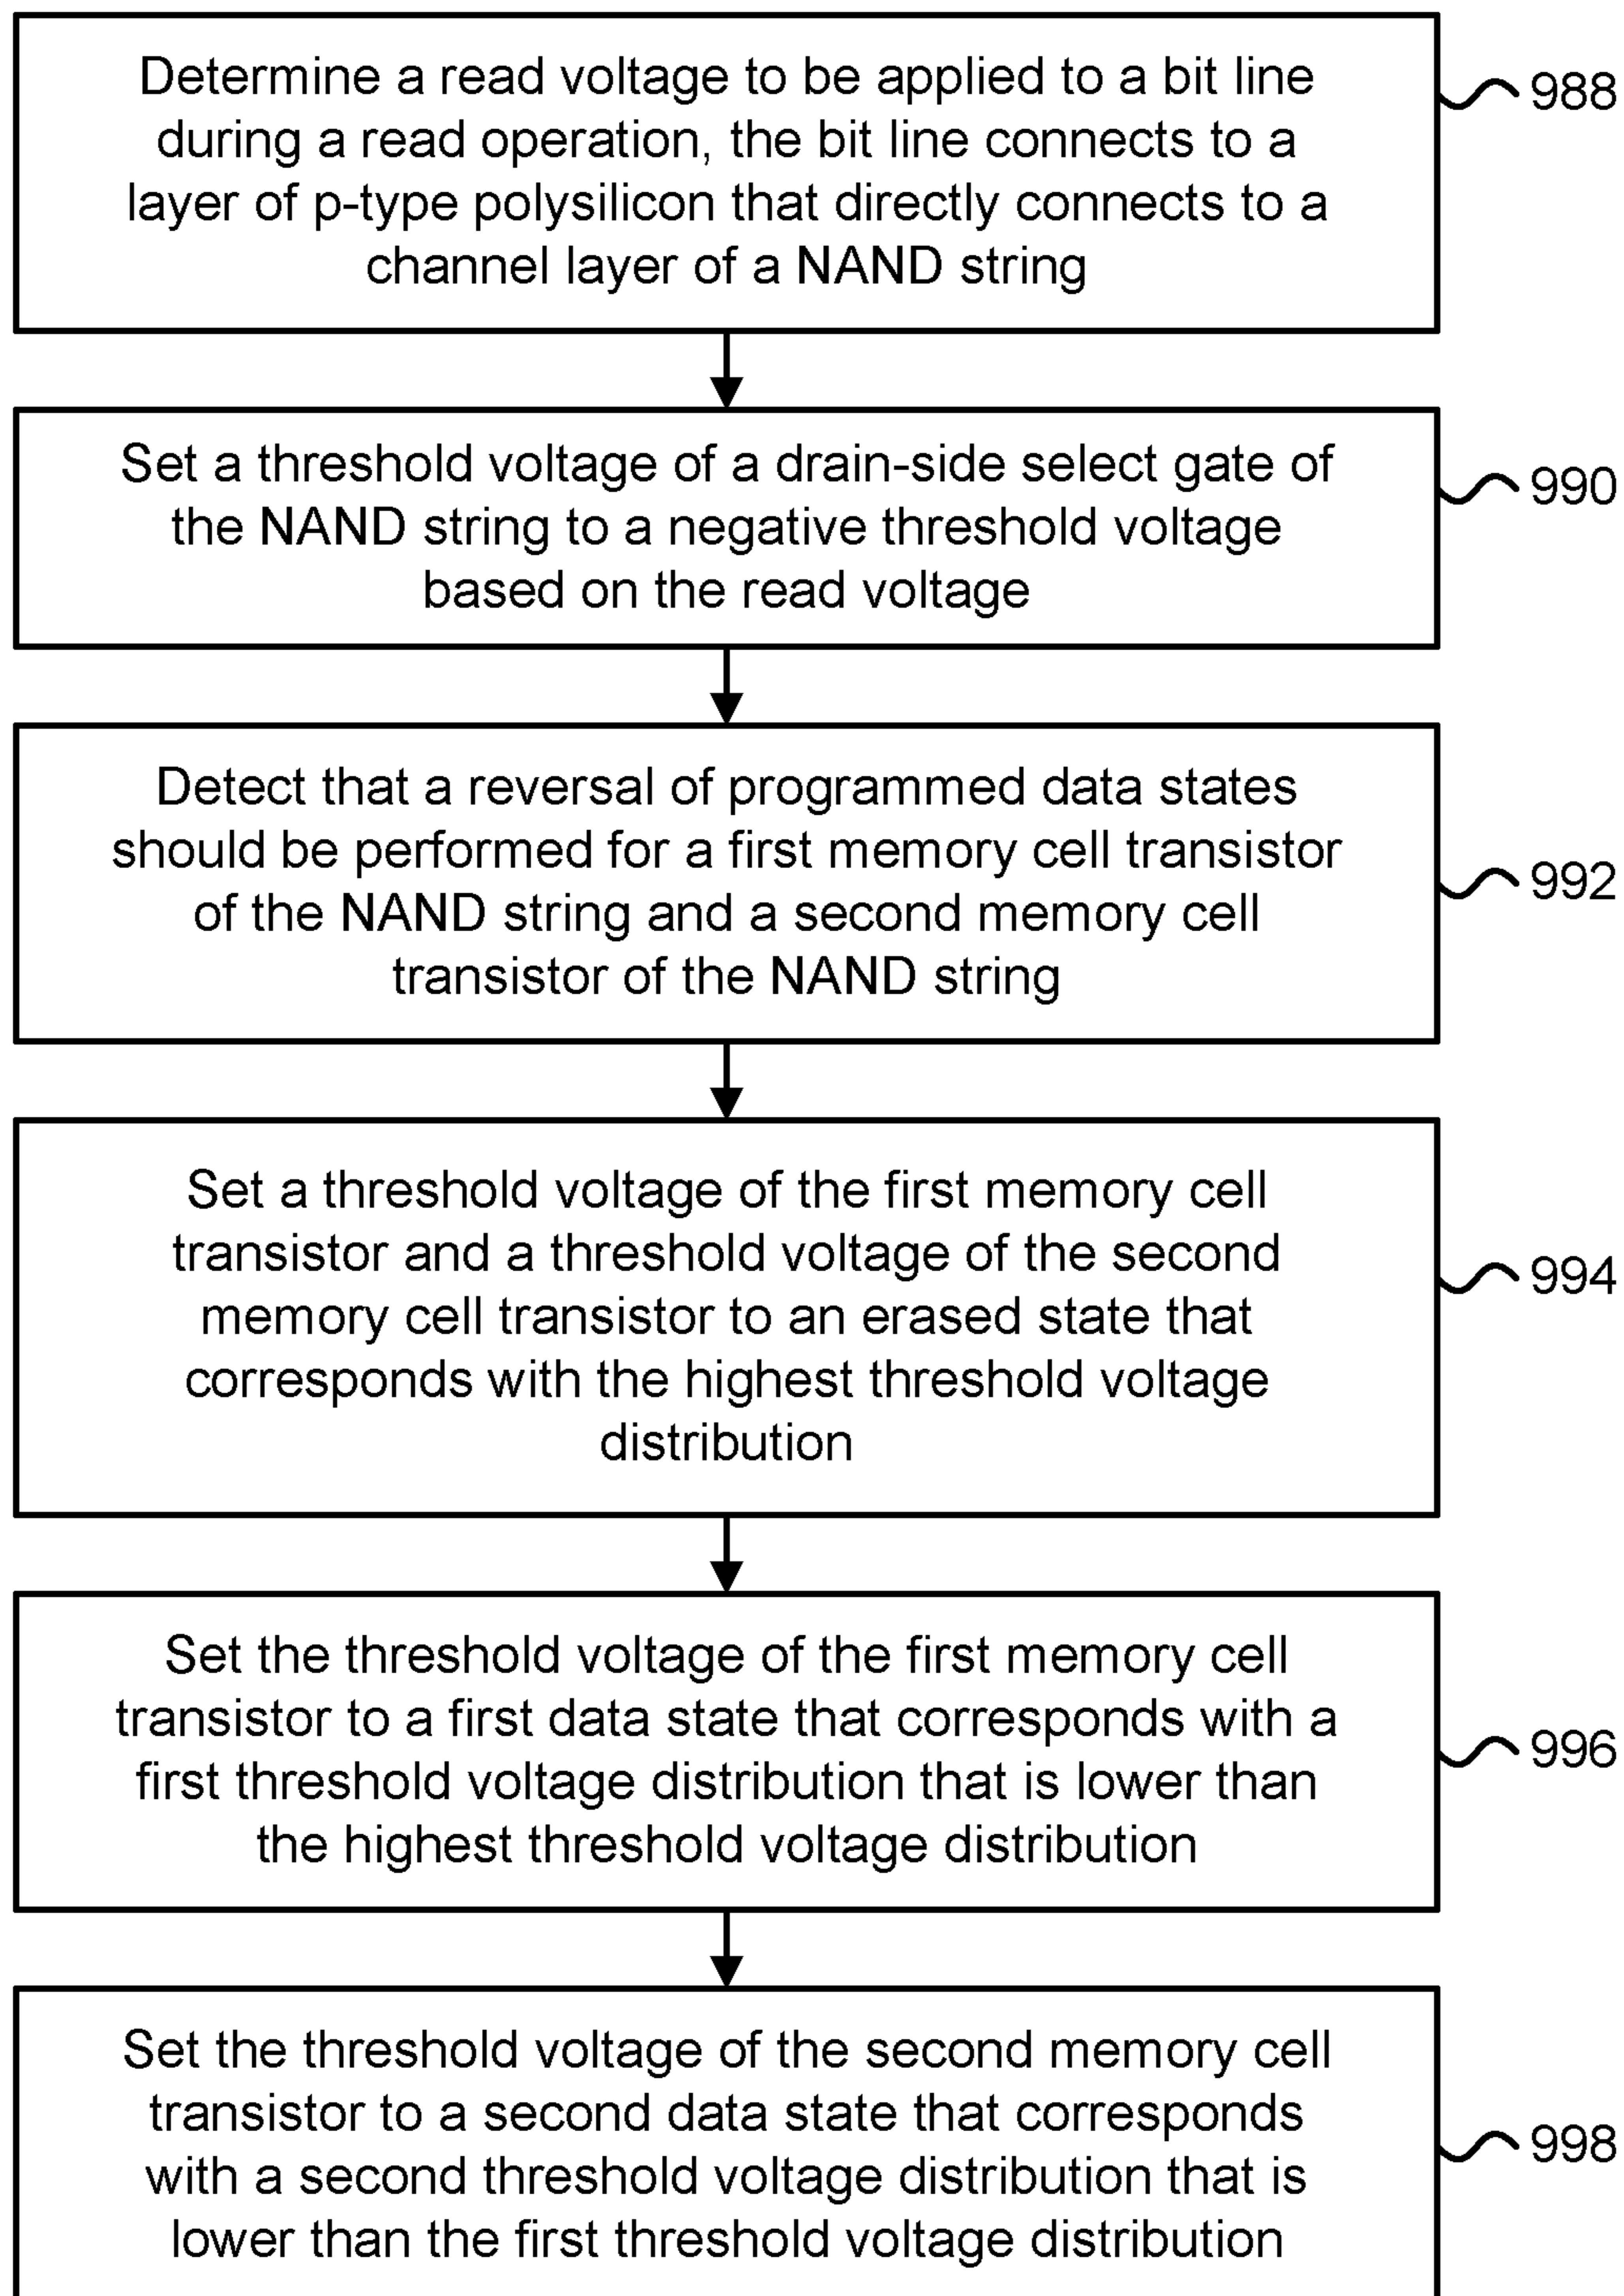 Determine a read voltage to be applied to a bit line
during a read operation, the bit line connects to a
layer of p-type polysilicon that directly connects to a
channel layer of a NAND string
988
Set a threshold voltage of a drain-side select gate of
the NAND string to a negative threshold voltage
based on the read voltage
990
Detect that a reversal of programmed data states
should be performed for a first memory cell transistor
of the NAND string and a second memory cell
transistor of the NAND string
992
Set a threshold voltage of the first memory cell
transistor and a threshold voltage of the second
memory cell transistor to an erased state that
corresponds with the highest threshold voltage
distribution
994
Set the threshold voltage of the first memory cell
transistor to a first data state that corresponds with a
first threshold voltage distribution that is lower than
the highest threshold voltage distribution
996
Set the threshold voltage of the second memory cell
transistor to a second data state that corresponds
with a second threshold voltage distribution that is
lower than the first threshold voltage distribution
998